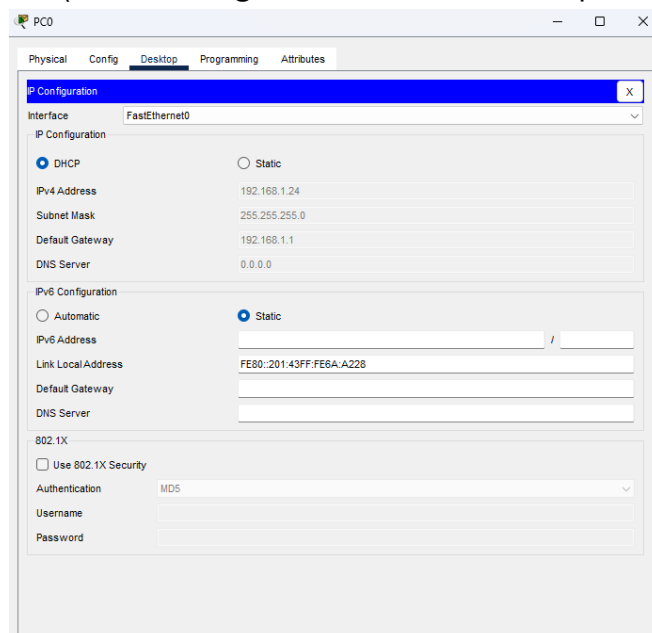 PC0
Physical Config Desktop Programming Attributes
IP Configuration X
Interface FastEthernet0
IP Configuration
DHCP Static
IPv4 Address 192.168.1.24
Subnet Mask 255.255.255.0
Default Gateway 192.168.1.1
DNS Server 0.0.0.0
IPv6 Configuration
Automatic Static
IPv6 Address /
Link Local Address FE80::201:43FF:FE6A:A228
Default Gateway
DNS Server
802.1X
Use 802.1X Security
Authentication MD5
Username
Password